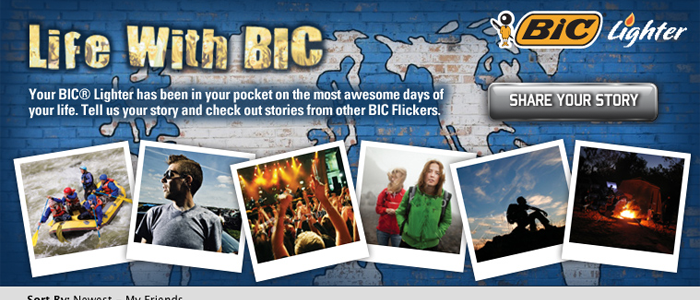 Life With BIC
BiC Lighter
Your BIC® Lighter has been in your pocket on the most awesome days of
your life. Tell us your story and check out stories from other BIC Flickers.
SHARE YOUR STORY
Sort By: Newest - My Friends